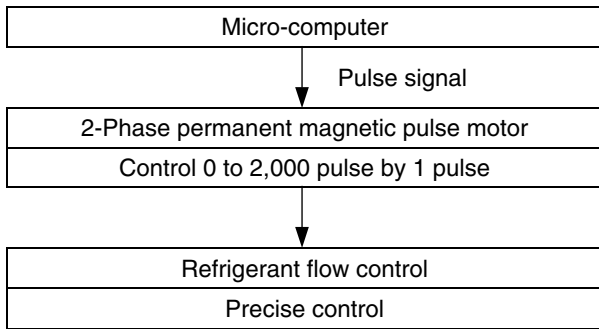 Micro-computer
Pulse signal
2-Phase permanent magnetic pulse motor
Control 0 to 2,000 pulse by 1 pulse
Refrigerant flow control
Precise control